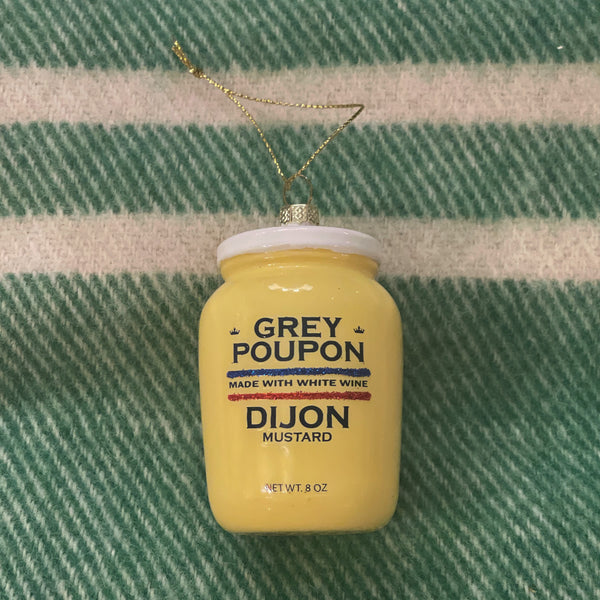 GREY
POUPON
MADE WITH WHITE WINE
DIJON
MUSTARD
NET WT. 8 OZ